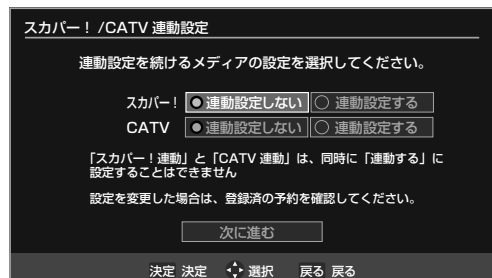 スカパー！/CATV 連動設定
連動設定を続けるメディアの設定を選択してください。
スカパー！ 連動設定しない 連動設定する
CATV 連動設定しない 連動設定する
「スカパー！連動」と「CATV 連動」は、同時に「連動する」に
設定することはできません
設定を変更した場合は、登録済の予約を確認してください。
次に進む
決定 決定 選択 戻る 戻る